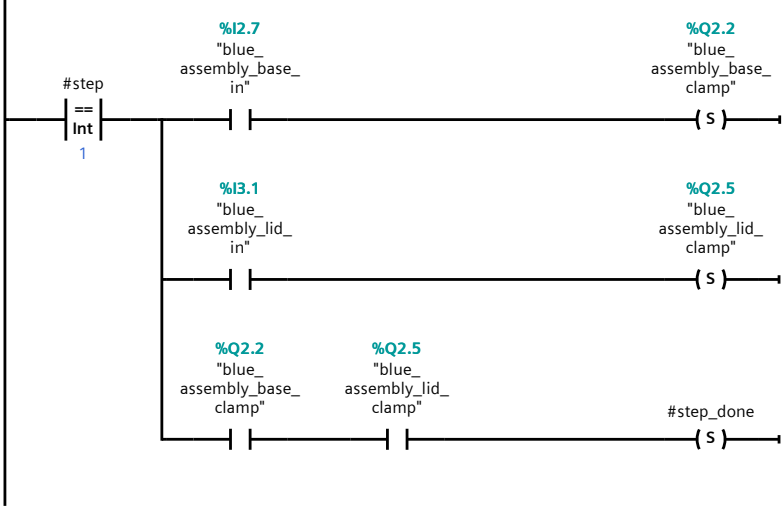 %I2.7
"blue_
assembly_base_
in"
%Q2.2
"blue_
assembly_base_
clamp"
#step
==
Int
1
S
%I3.1
"blue_
assembly_lid_
in"
%Q2.5
"blue_
assembly_lid_
clamp"
S
%Q2.2
"blue_
assembly_base_
clamp"
%Q2.5
"blue_
assembly_lid_
clamp"
#step_done
S